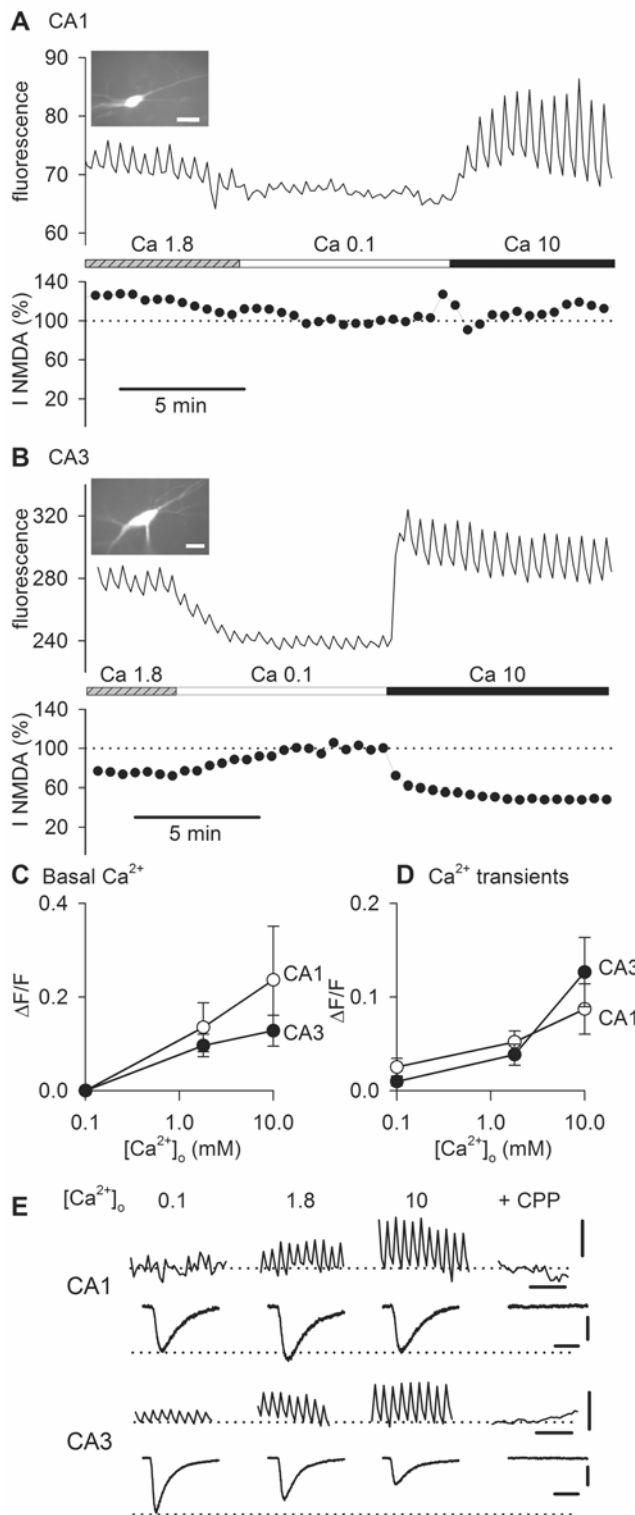 A CA1
90
80
70
60
fluorescence
Ca 1.8 Ca 0.1 Ca 10
140
100
60
20
I NMDA (%)
5 min
B CA3
320
280
240
fluorescence
Ca 1.8 Ca 0.1 Ca 10
140
100
60
20
I NMDA (%)
5 min
C Basal Ca²⁺
0.4
0.2
0.0
ΔF/F
CA1
CA3
0.1 1.0 10.0
[Ca²⁺]ₒ (mM)
D Ca²⁺ transients
0.2
0.1
0.0
ΔF/F
CA3
CA1
0.1 1.0 10.0
[Ca²⁺]ₒ (mM)
E [Ca²⁺]ₒ 0.1 1.8 10 + CPP
CA1
CA3